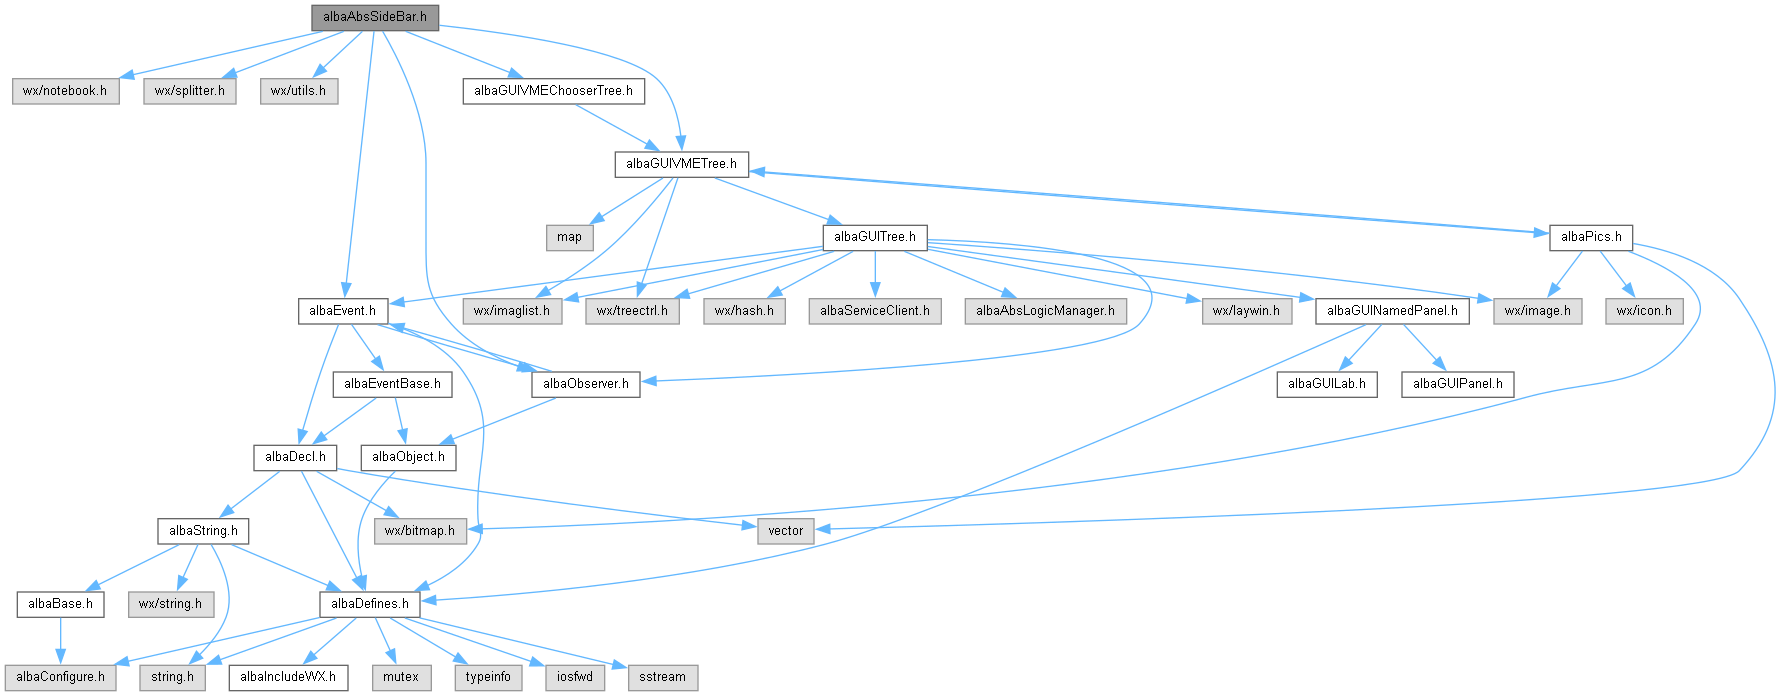 albaAbsSideBar.h
wx/notebook.h
wx/splitter.h
wx/utils.h
albaGUIVMEChooserTree.h
albaGUIVMETree.h
map
albaGUITree.h
albaPics.h
albaEvent.h
wx/imaglist.h
wx/treectrl.h
wx/hash.h
albaServiceClient.h
albaAbsLogicManager.h
wx/laywin.h
albaGUINamedPanel.h
wx/image.h
wx/icon.h
albaEventBase.h
albaObserver.h
albaGUILab.h
albaGUIPanel.h
albaDecl.h
albaObject.h
albaString.h
wx/bitmap.h
vector
albaBase.h
wx/string.h
albaDefines.h
albaConfigure.h
string.h
albaIncludeWX.h
mutex
typeinfo
iosfwd
sstream